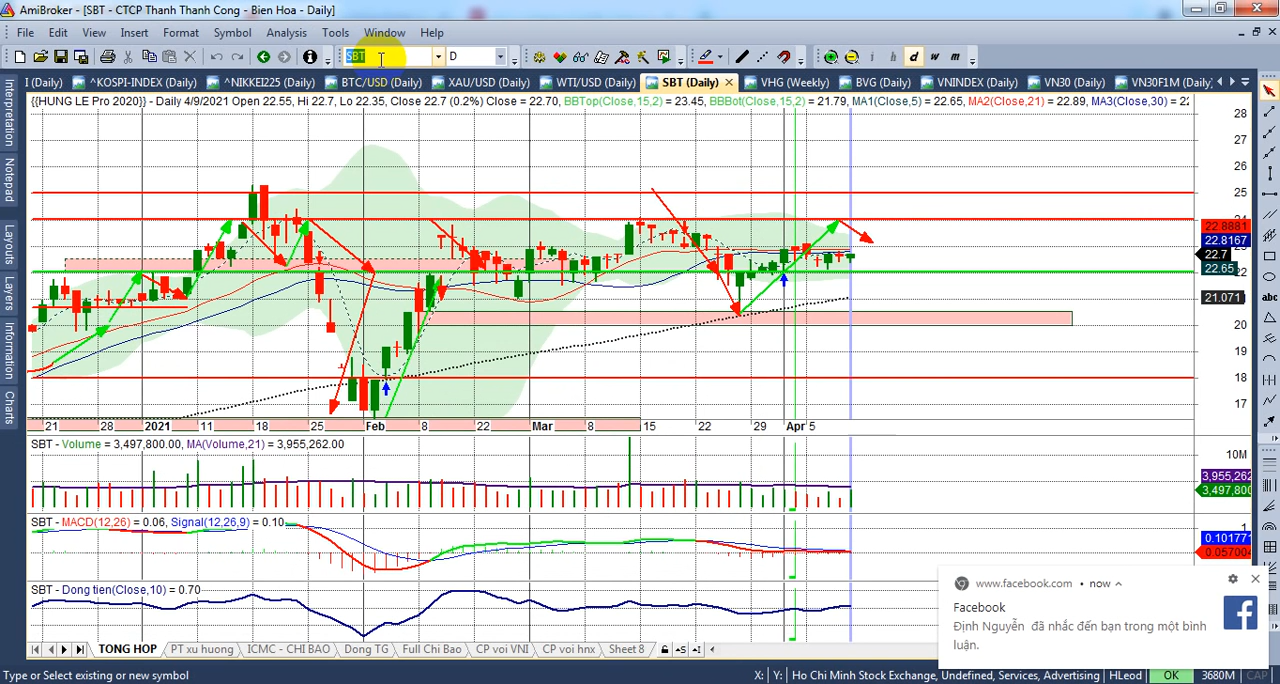 AmiBroker - [SBT - CTCP Thanh Thanh Cong - Bien Hoa - Daily]
File Edit View Insert Format Symbol Analysis Tools Window Help
SBT D d w m
I (Daily) ^KOSPI-INDEX (Daily) ^NIKKEI225 (Daily) BTC/USD (Daily) XAU/USD (Daily) WTI/USD (Daily) SBT (Daily) VHG (Weekly) BVG (Daily) VNINDEX (Daily) VN30 (Daily) VN30F1M (Daily)
{{HUNG LE Pro 2020}} - Daily 4/9/2021 Open 22.55, Hi 22.7, Lo 22.35, Close 22.7 (0.2%) Close = 22.70, BBTop(Close,15,2) = 23.45, BBBot(Close,15,2) = 21.79, MA1(Close,5) = 22.65, MA2(Close,21) = 22.89, MA3(Close,30) = 22
Interpretation
Notepad
Layouts
Layers
Information
Charts
28
27
26
25
24
23
22
20
19
18
17
22.8881
22.8167
22.7
22.65
21.071
abc
21 28 2021 11 18 25 Feb 8 22 Mar 8 15 22 29 Apr 5
SBT - Volume = 3,497,800.00, MA(Volume,21) = 3,955,262.00
10M
3,955,262
3,497,800
SBT - MACD(12,26) = 0.06, Signal(12,26,9) = 0.10
1
0.101771
0.057004
SBT - Dong tien(Close,10) = 0.70
www.facebook.com • now
Facebook
Định Nguyễn đã nhắc đến bạn trong một bình
luận.
TONG HOP PT xu huong ICMC - CHI BAO Dong TG Full Chi Bao CP voi VNI CP voi hnx Sheet 8
Type or Select existing or new symbol X: Y: Ho Chi Minh Stock Exchange, Undefined, Services, Advertising HLeod OK 3680M CAP